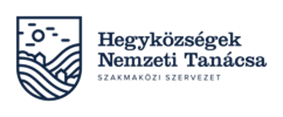 Hegyközségek
Nemzeti Tanácsa
SZAKMAKÖZI SZERVEZET